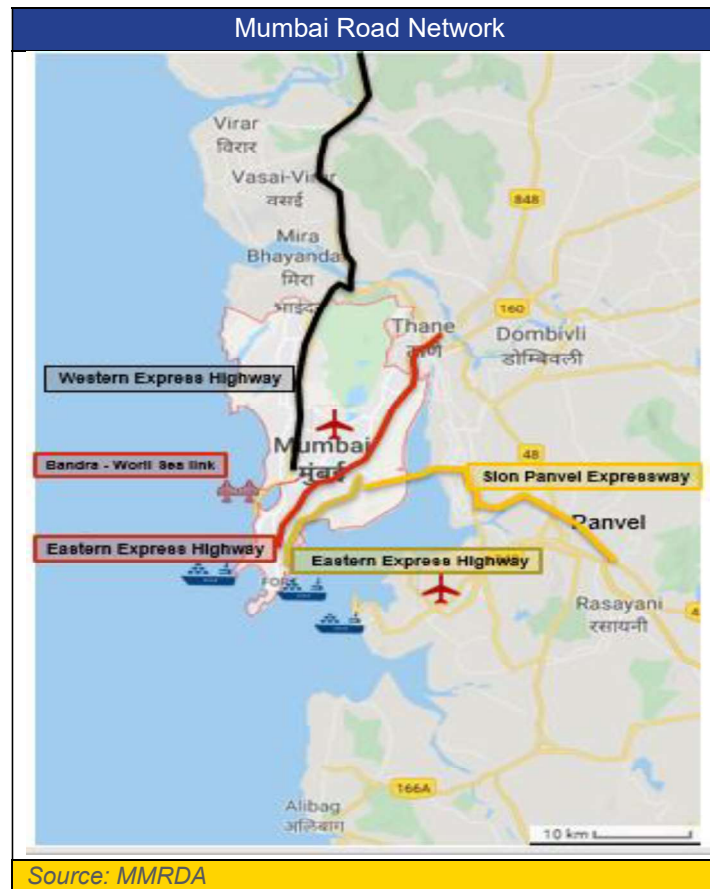 Mumbai Road Network
Virar
विरार
Vasai-Virar
वसई
848
Mira
Bhayandar
मिरा
भाईंदर
160
Thane
ठाणे
Dombivli
डोम्बिवली
Western Express Highway
Mumbai
मुंबई
48
Bandra - Worli Sea link
Sion Panvel Expressway
Panvel
Eastern Express Highway
Eastern Express Highway
FORT
Rasayani
रसायनी
166A
Alibag
अलिबाग
10 km
Source: MMRDA